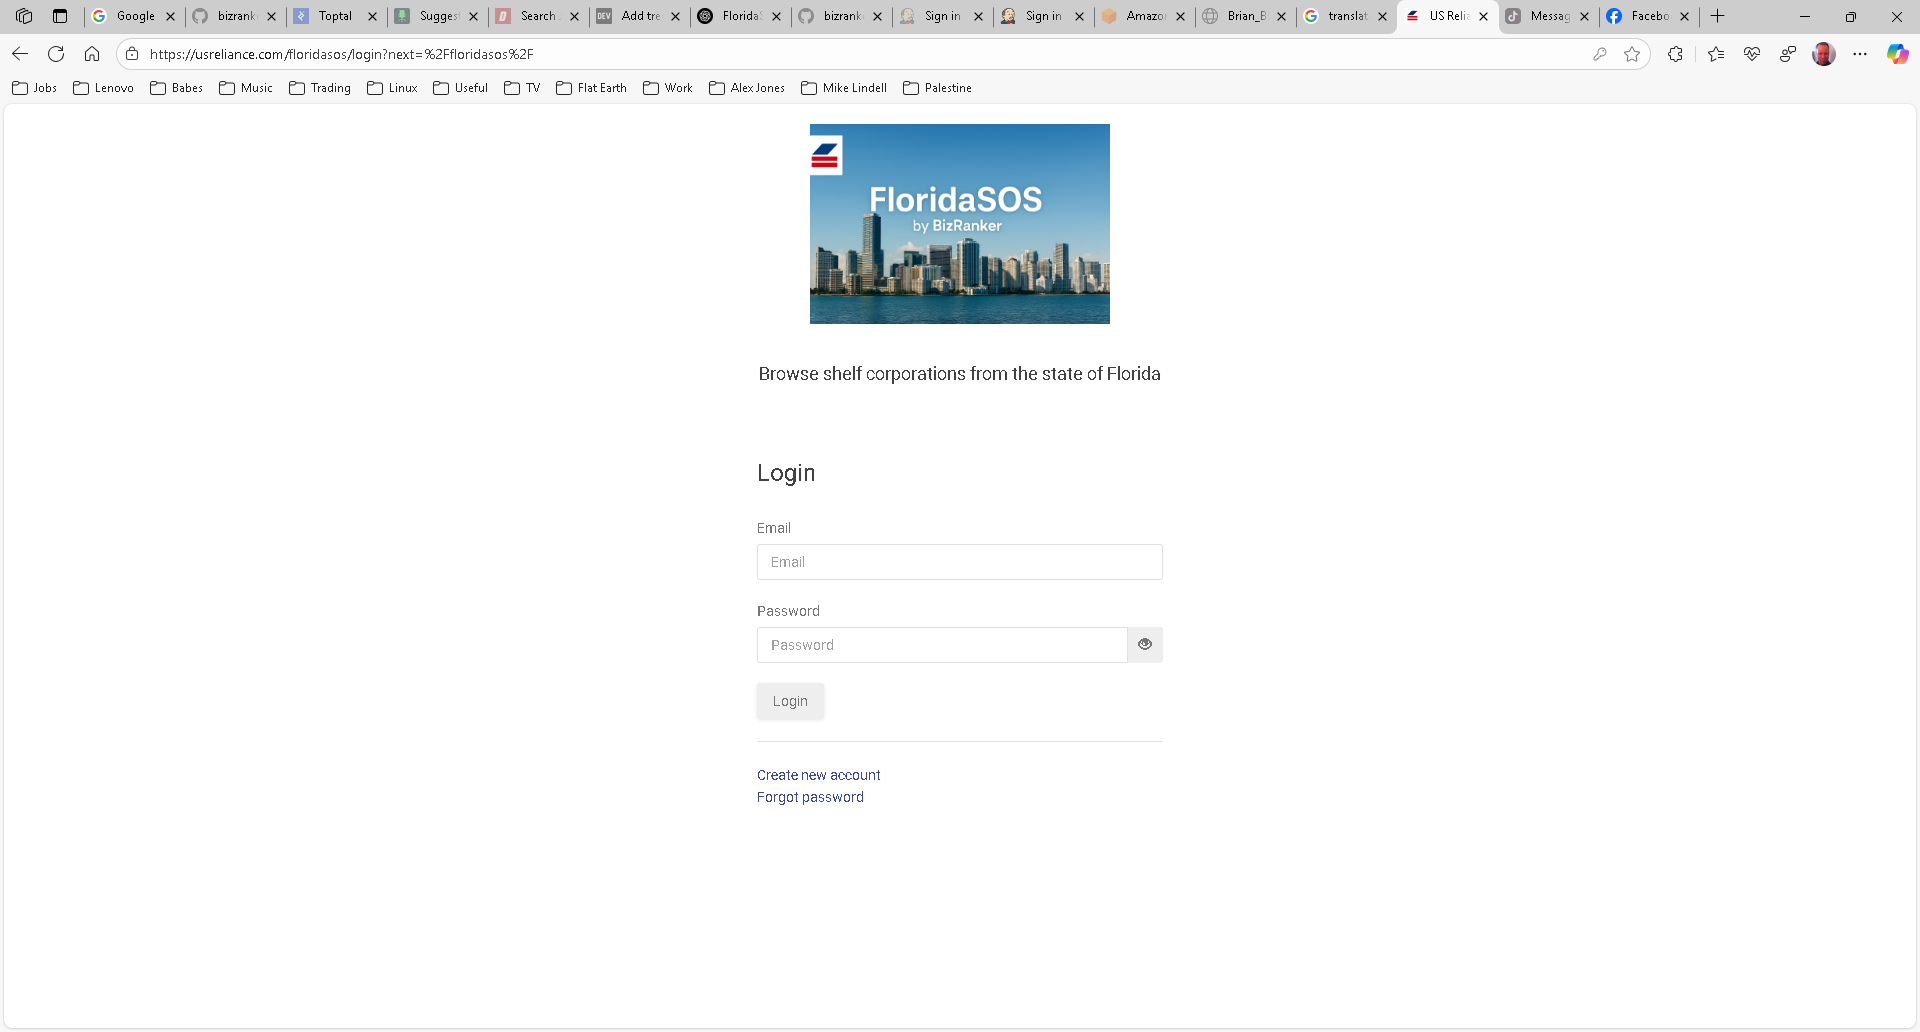 Google
bizrank
Toptal
Suggest
Search
DEV
Add tre
Florida
bizrank
Sign in
Sign in
Amazo
Brian_B
translat
US Relia
Messag
Facebo
https://usreliance.com/floridasos/login?next=%2Ffloridasos%2F
Jobs
Lenovo
Babes
Music
Trading
Linux
Useful
TV
Flat Earth
Work
Alex Jones
Mike Lindell
Palestine
FloridaSOS
by BizRanker
Browse shelf corporations from the state of Florida
Login
Email
Email
Password
Password
Login
Create new account
Forgot password